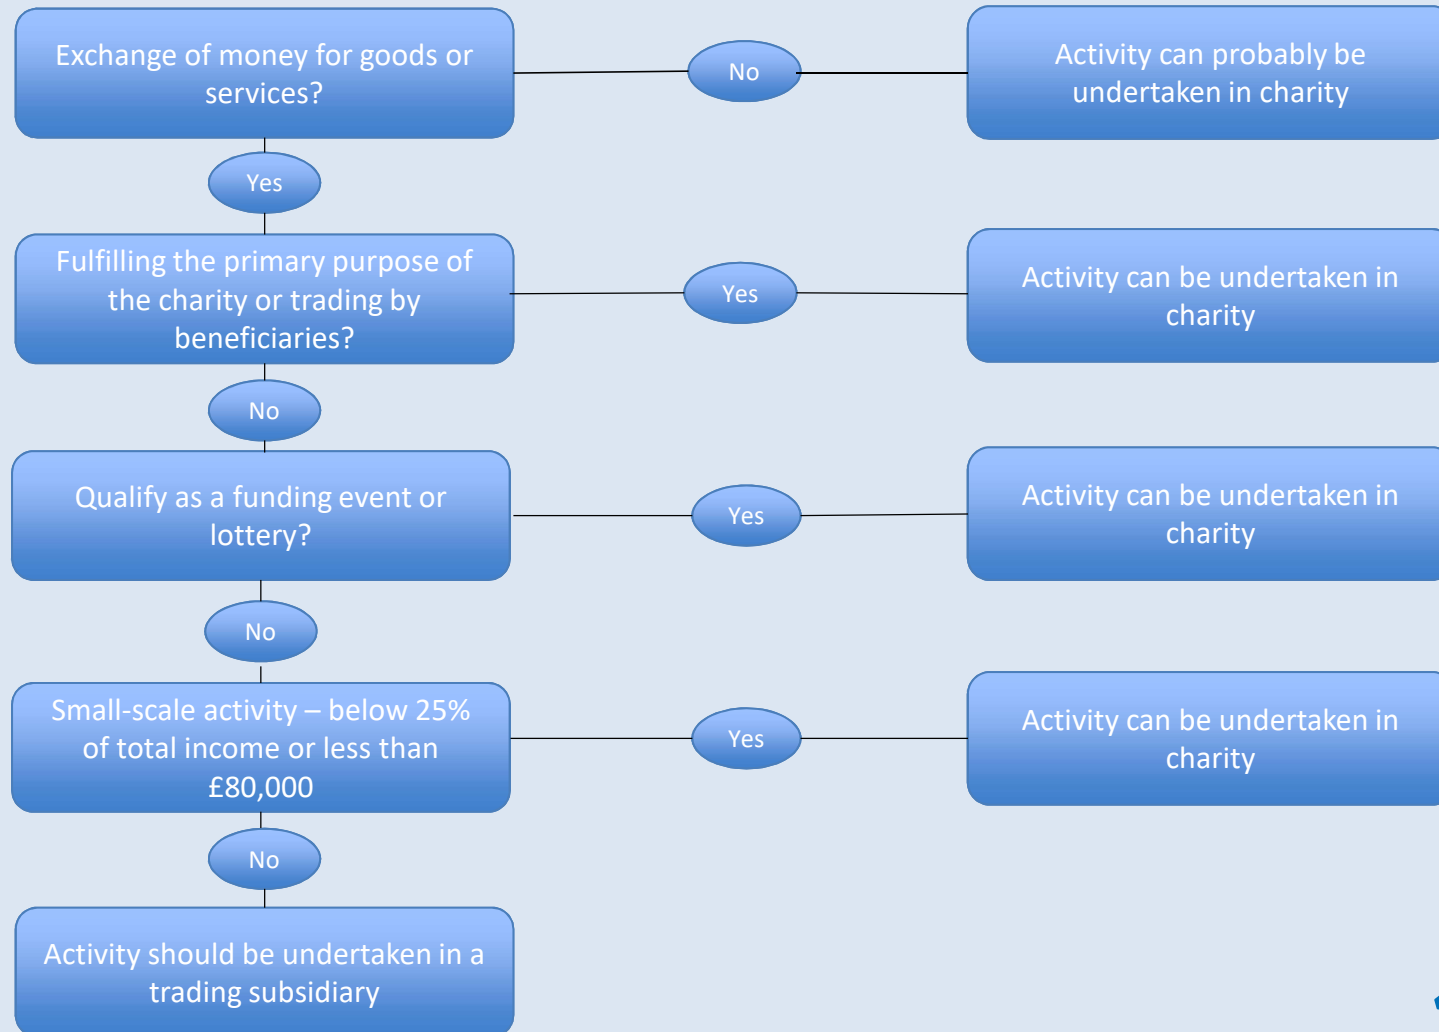 Exchange of money for goods or
services?
No
Activity can probably be
undertaken in charity
Yes
Fulfilling the primary purpose of
the charity or trading by
beneficiaries?
Yes
Activity can be undertaken in
charity
No
Qualify as a funding event or
lottery?
Yes
Activity can be undertaken in
charity
No
Small-scale activity – below 25%
of total income or less than
£80,000
Yes
Activity can be undertaken in
charity
No
Activity should be undertaken in a
trading subsidiary